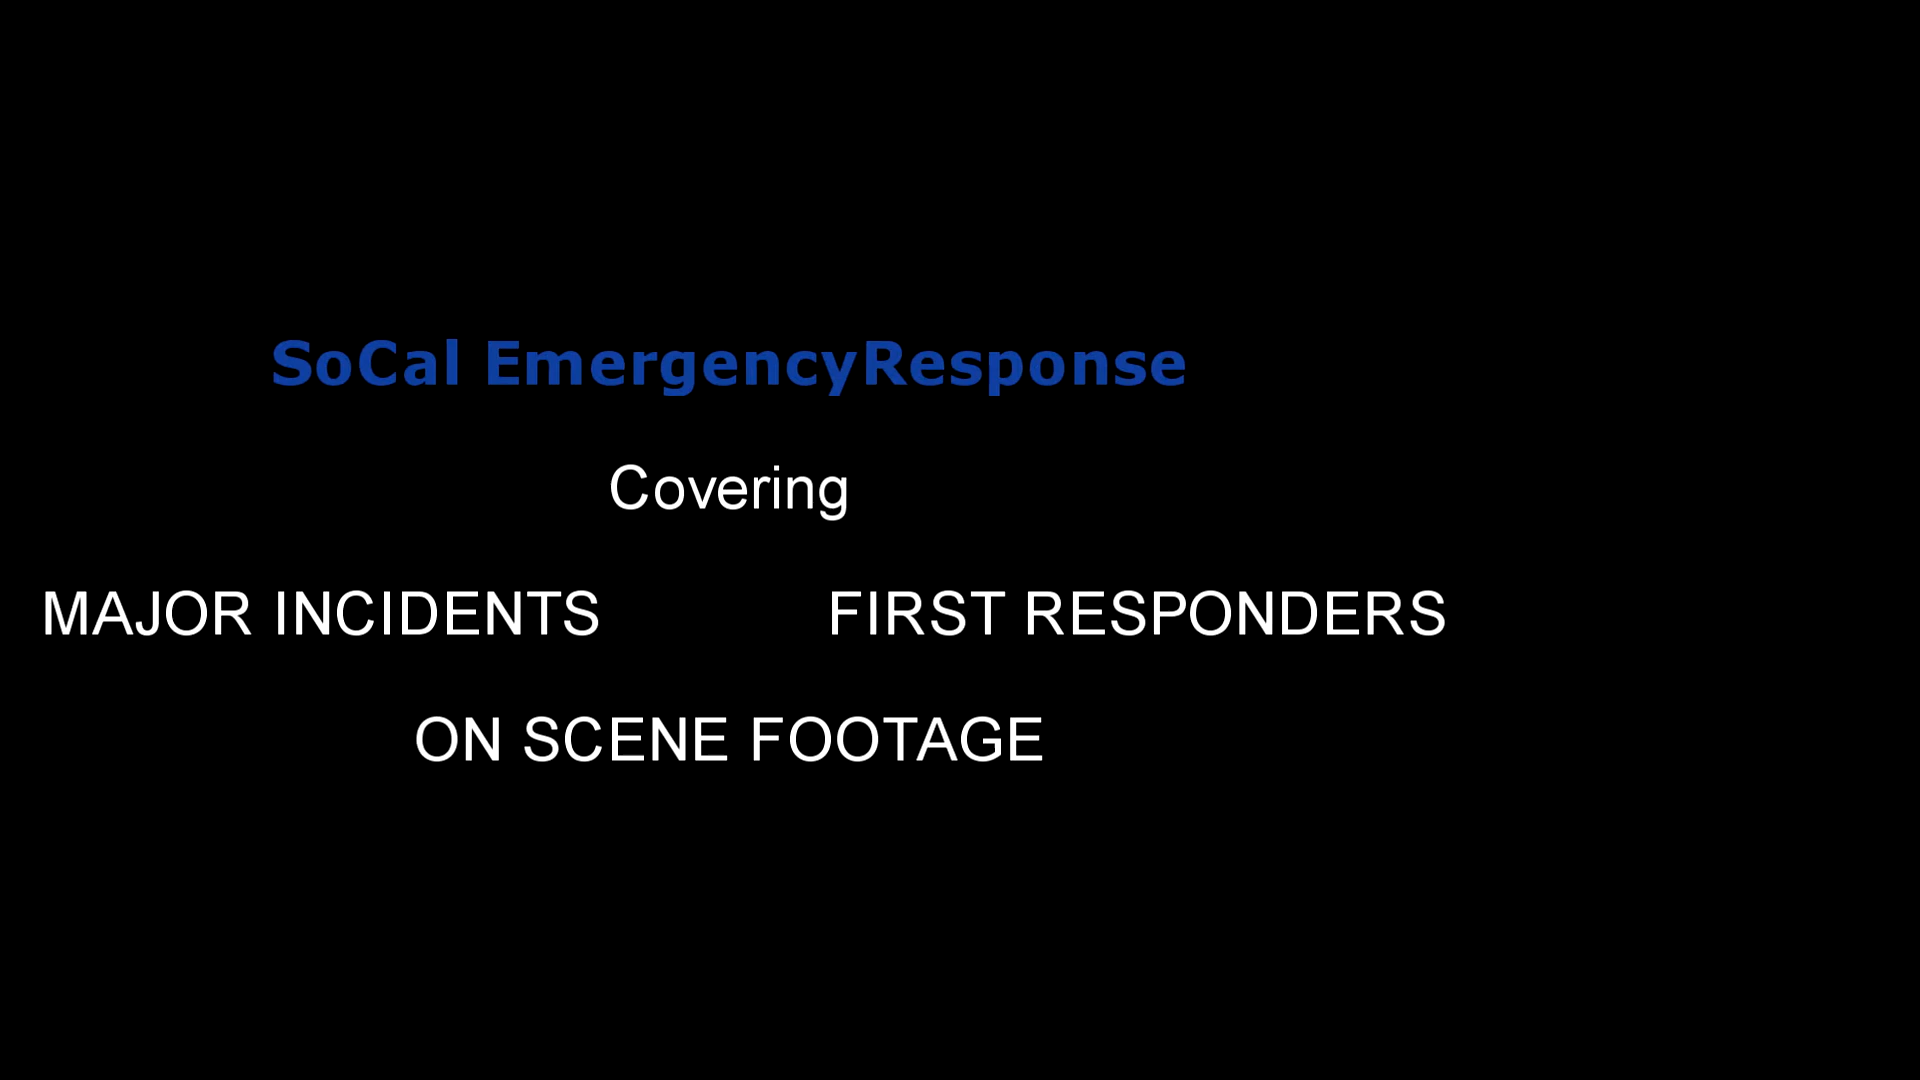 SoCal EmergencyResponse
Covering
MAJOR INCIDENTS FIRST RESPONDERS
ON SCENE FOOTAGE